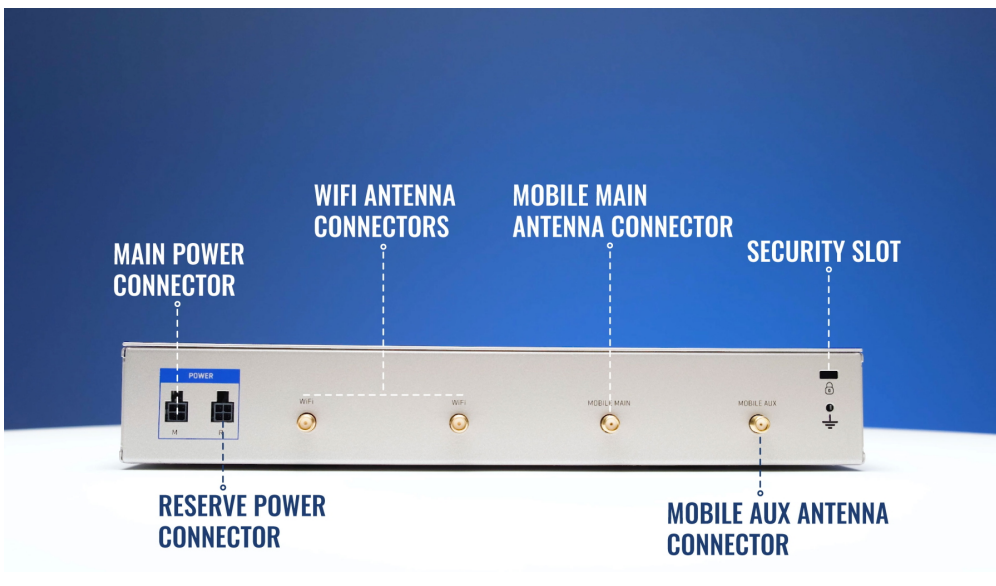 WIFI ANTENNA
CONNECTORS
MOBILE MAIN
ANTENNA CONNECTOR
MAIN POWER
CONNECTOR
SECURITY SLOT
POWER
M
R
WiFi
WiFi
MOBILE MAIN
MOBILE AUX
RESERVE POWER
CONNECTOR
MOBILE AUX ANTENNA
CONNECTOR